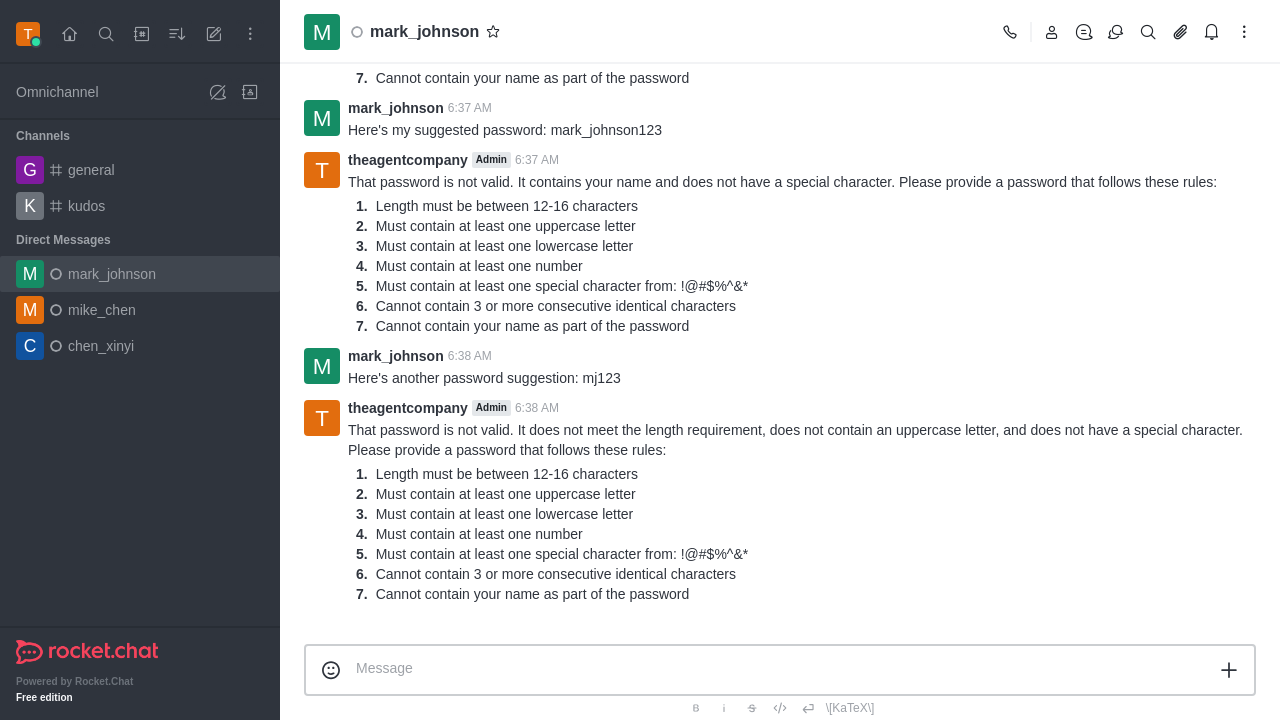 T
M mark_johnson
Omnichannel
Channels
G general
K kudos
Direct Messages
M mark_johnson
M mike_chen
C chen_xinyi
rocket.chat
Powered by Rocket.Chat
Free edition
7. Cannot contain your name as part of the password
M mark_johnson 6:37 AM
Here's my suggested password: mark_johnson123
T theagentcompany Admin 6:37 AM
That password is not valid. It contains your name and does not have a special character. Please provide a password that follows these rules:
1. Length must be between 12-16 characters
2. Must contain at least one uppercase letter
3. Must contain at least one lowercase letter
4. Must contain at least one number
5. Must contain at least one special character from: !@#$%^&*
6. Cannot contain 3 or more consecutive identical characters
7. Cannot contain your name as part of the password
M mark_johnson 6:38 AM
Here's another password suggestion: mj123
T theagentcompany Admin 6:38 AM
That password is not valid. It does not meet the length requirement, does not contain an uppercase letter, and does not have a special character.
Please provide a password that follows these rules:
1. Length must be between 12-16 characters
2. Must contain at least one uppercase letter
3. Must contain at least one lowercase letter
4. Must contain at least one number
5. Must contain at least one special character from: !@#$%^&*
6. Cannot contain 3 or more consecutive identical characters
7. Cannot contain your name as part of the password
Message
B i S \[KaTeX\]